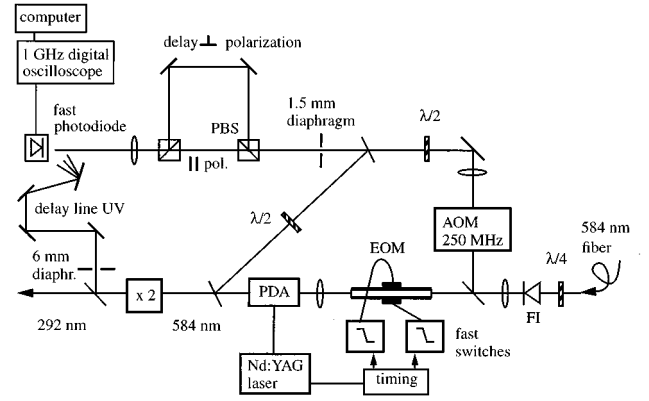 computer
1 GHz digital
oscilloscope
delay ⊥ polarization
fast
photodiode
PBS
1.5 mm
diaphragm
λ/2
|| pol.
delay line UV
λ/2
AOM
250 MHz
584 nm
fiber
6 mm
diaphr.
EOM
λ/4
x 2
PDA
292 nm
584 nm
FI
fast
switches
Nd:YAG
laser
timing